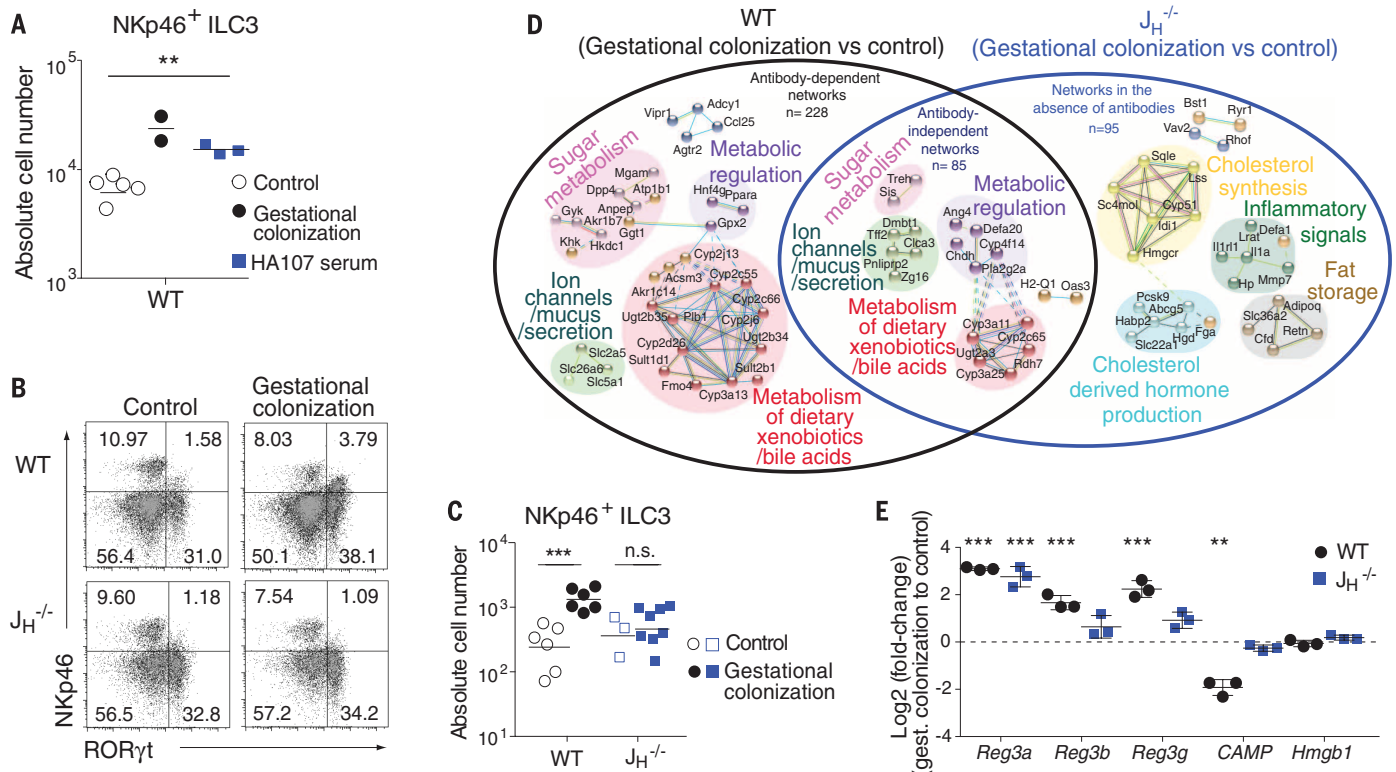 A
NKp46+ ILC3
Absolute cell number
10^5
10^4
10^3
**
WT
Control
Gestational
colonization
HA107 serum
B
Control
Gestational
colonization
WT
10.97
1.58
56.4
31.0
8.03
3.79
50.1
38.1
JH-/-
9.60
1.18
56.5
32.8
7.54
1.09
57.2
34.2
NKp46
RORγt
C
NKp46+ ILC3
Absolute cell number
10^4
10^3
10^2
10^1
***
n.s.
WT
JH-/-
Control
Gestational
colonization
D
WT
(Gestational colonization vs control)
JH-/-
(Gestational colonization vs control)
Antibody-dependent
networks
n= 228
Vipr1
Adcy1
Ccl25
Agtr2
Sugar
metabolism
Mgam
Dpp4
Atp1b1
Anpep
Gyk
Akr1b7
Ggt1
Khk
Hkdc1
Metabolic
regulation
Hnf4g
Ppara
Gpx2
Ion
channels
/mucus
/secretion
Slc2a5
Slc26a6
Slc5a1
Cyp2j13
Acsm3
Cyp2c55
Akr1c14
Cyp2c66
Ugt2b35
Plb1
Cyp2j6
Cyp2d26
Ugt2b34
Sult1d1
Sult2b1
Fmo4
Cyp3a13
Metabolism
of dietary
xenobiotics
/bile acids
Antibody-
independent
networks
n= 85
Sugar
metabolism
Treh
Sis
Dmbt1
Tff2
Clca3
Pnliprp2
Zg16
Ion
channels
/mucus
/secretion
Metabolic
regulation
Ang4
Defa20
Cyp4f14
Chdh
Pla2g2a
H2-Q1
Oas3
Metabolism
of dietary
xenobiotics
/bile acids
Cyp3a11
Cyp2c65
Ugt2a3
Rdh7
Cyp3a25
Networks in the
absence of antibodies
n=95
Bst1
Ryr1
Vav2
Rhof
Sqle
Lss
Sc4mol
Cyp51
Idi1
Hmgcr
Cholesterol
synthesis
Inflammatory
signals
Lrat
Defa1
Il1rl1
Il1a
Hp
Mmp7
Fat
storage
Adipoq
Slc36a2
Retn
Cfd
Pcsk9
Abcg5
Habp2
Fga
Hgd
Slc22a1
Cholesterol
derived hormone
production
E
Log2 (fold-change)
(gest. colonization to control)
4
2
0
-2
-4
***
***
***
***
**
WT
JH-/-
Reg3a
Reg3b
Reg3g
CAMP
Hmgb1